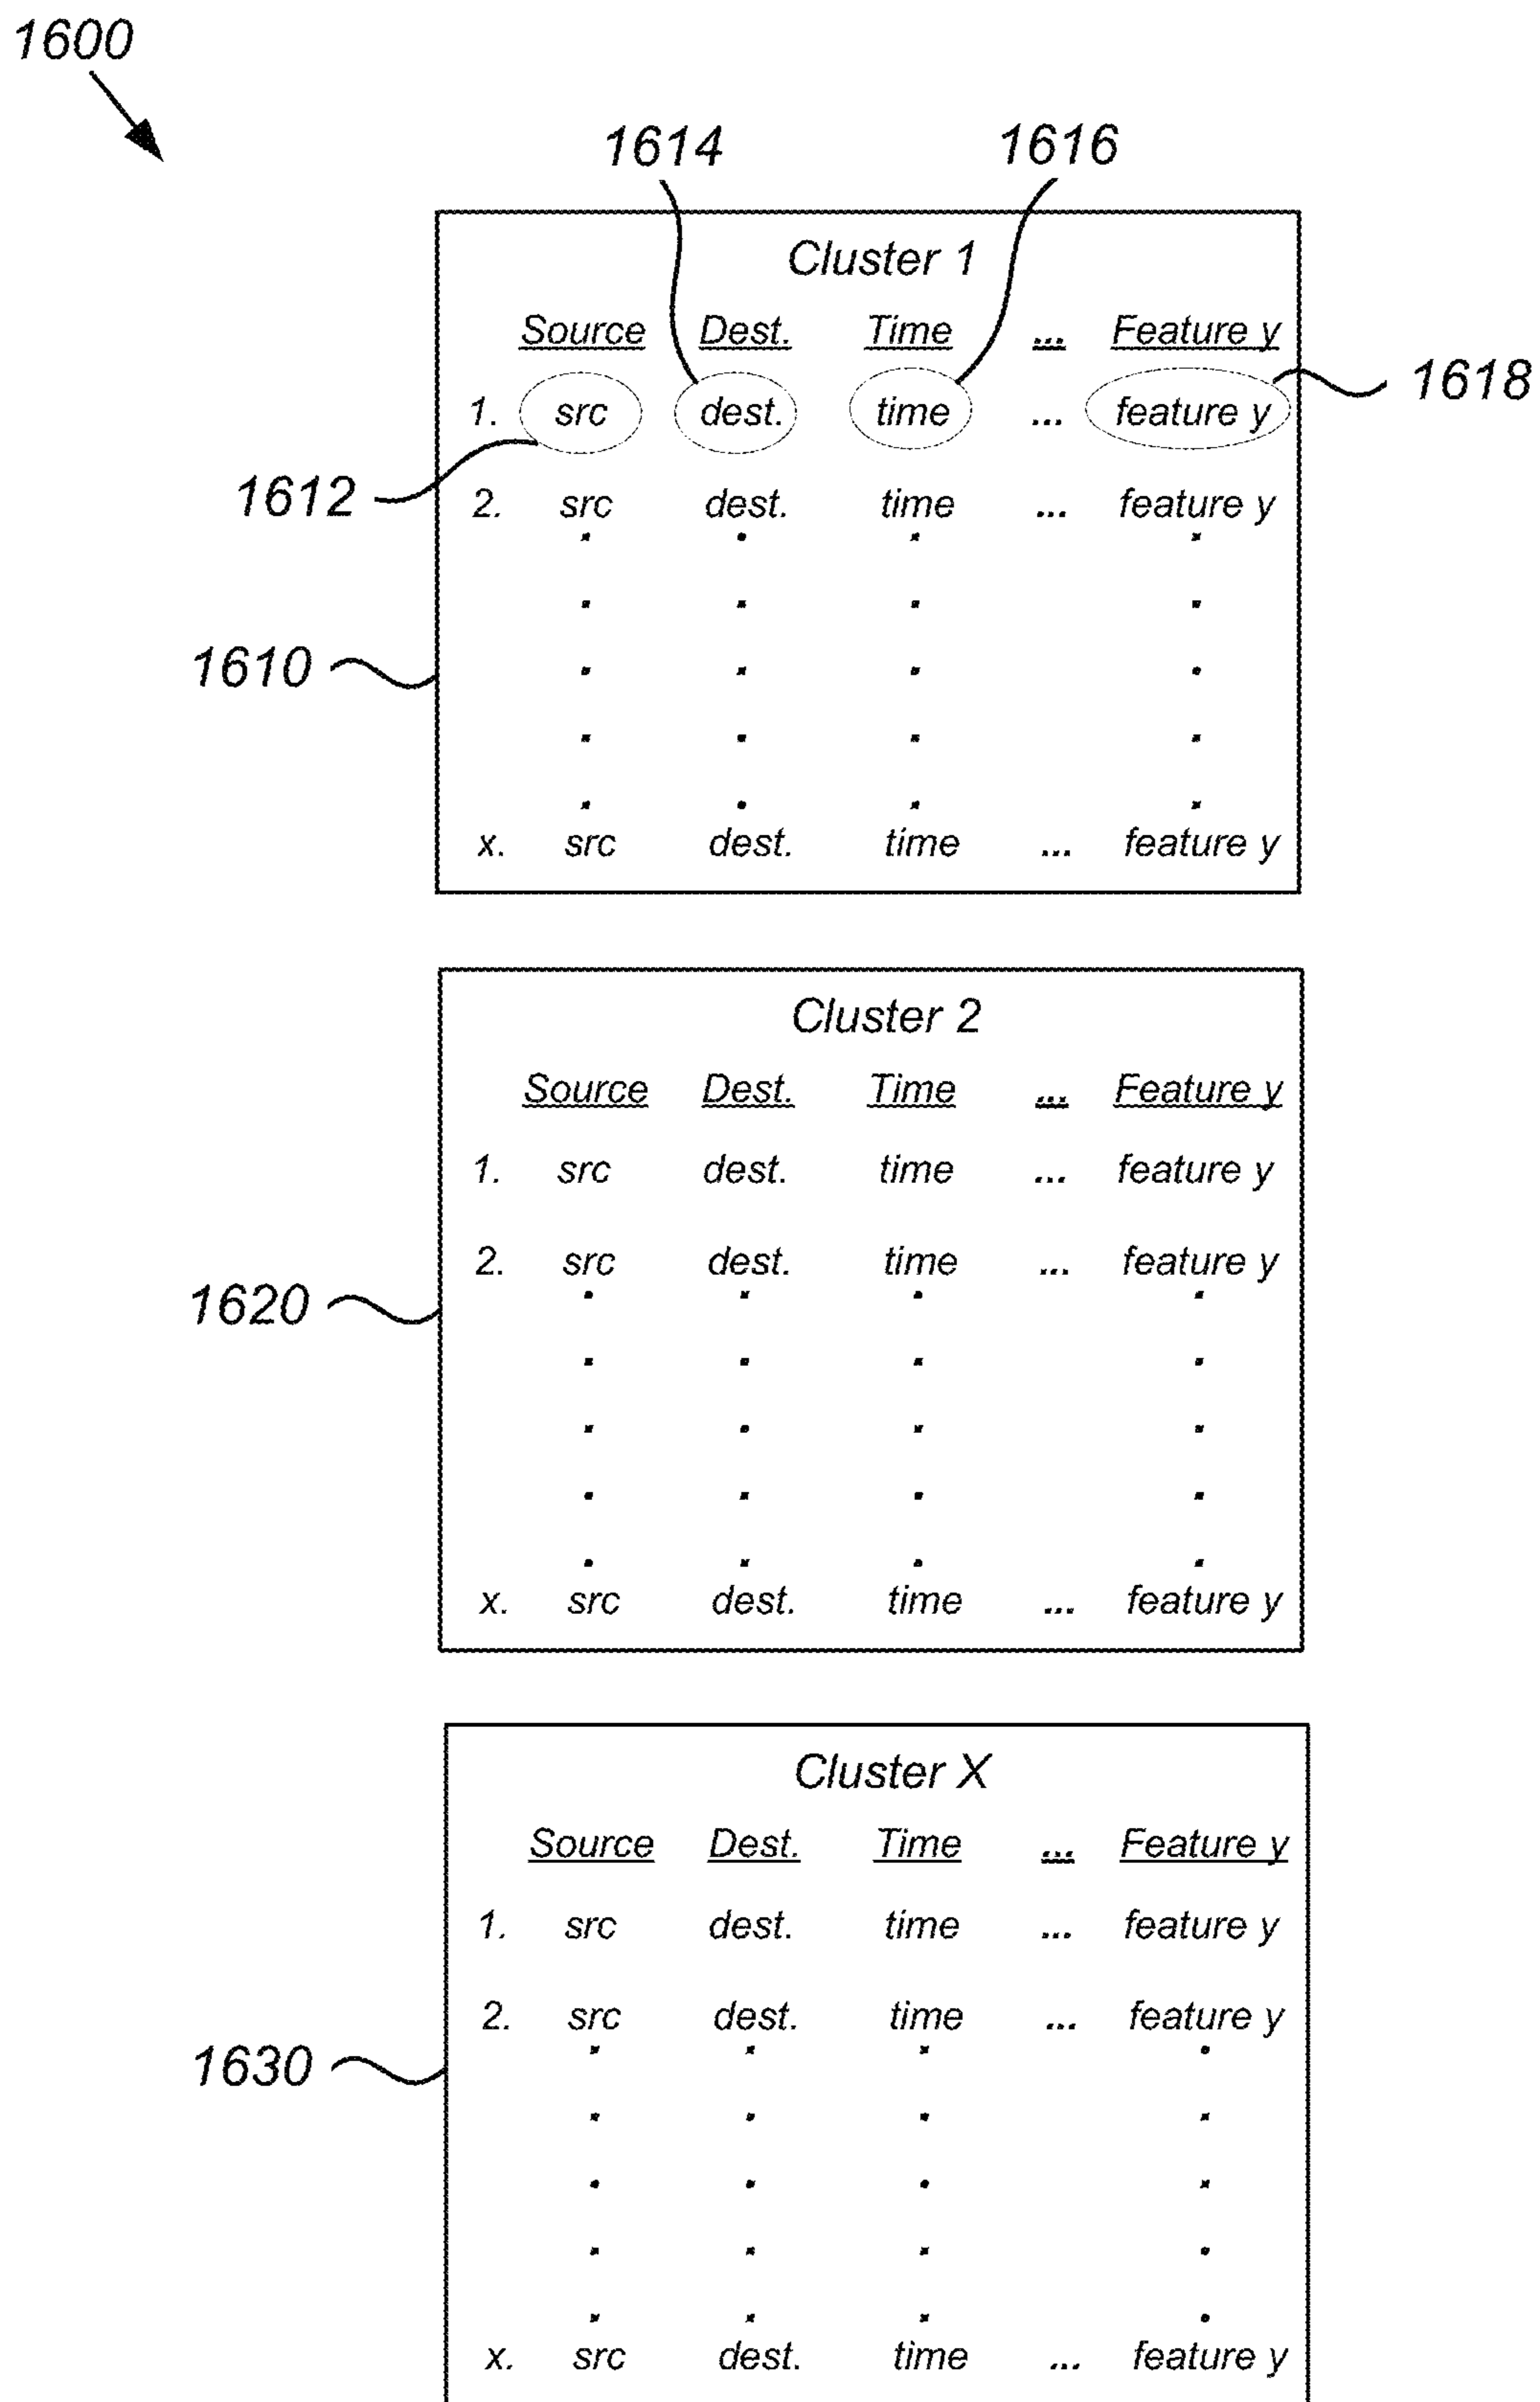 1600
1614 1616
Cluster 1
Source Dest. Time ... Feature y
1. src dest. time ... feature y 1618
1612 2. src dest. time ... feature y
1610
x. src dest. time ... feature y
Cluster 2
Source Dest. Time ... Feature y
1. src dest. time ... feature y
2. src dest. time ... feature y
1620
x. src dest. time ... feature y
Cluster X
Source Dest. Time ... Feature y
1. src dest. time ... feature y
2. src dest. time ... feature y
1630
x. src dest. time ... feature y